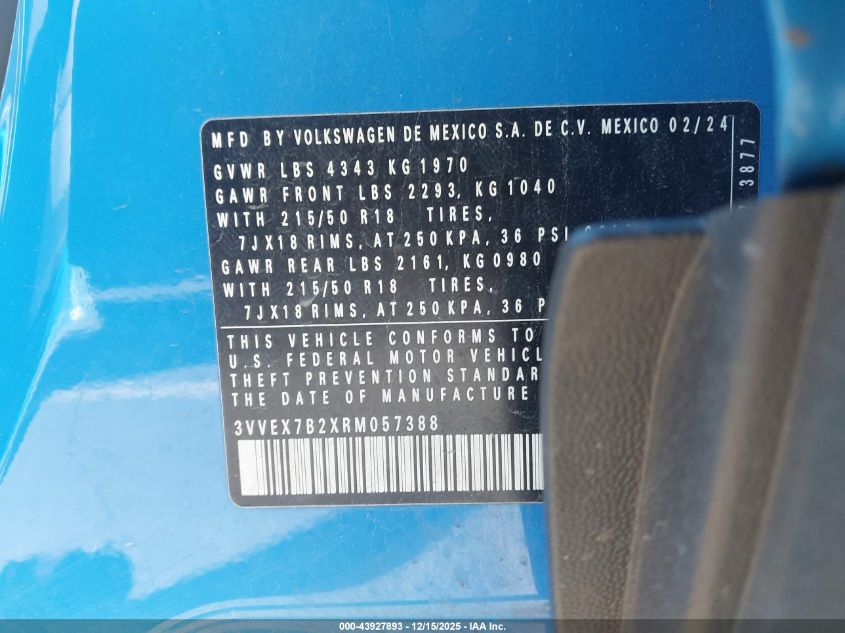 MFD BY VOLKSWAGEN DE MEXICO S.A. DE C.V. MEXICO 02/24
GVWR LBS 4343 KG 1970
GAWR FRONT LBS 2293, KG 1040
WITH 215/50 R18 TIRES,
7JX18 RIMS, AT 250 KPA, 36 PSI
GAWR REAR LBS 2161, KG 0980
WITH 215/50 R18 TIRES,
7JX18 RIMS, AT 250 KPA, 36
THIS VEHICLE CONFORMS TO
U.S. FEDERAL MOTOR
THEFT PREVENTION
THE DATE OF MANUFACTURE
3VVEX7B2XRM057388
3877
000-43927893 - 12/15/2025 - IAA Inc.